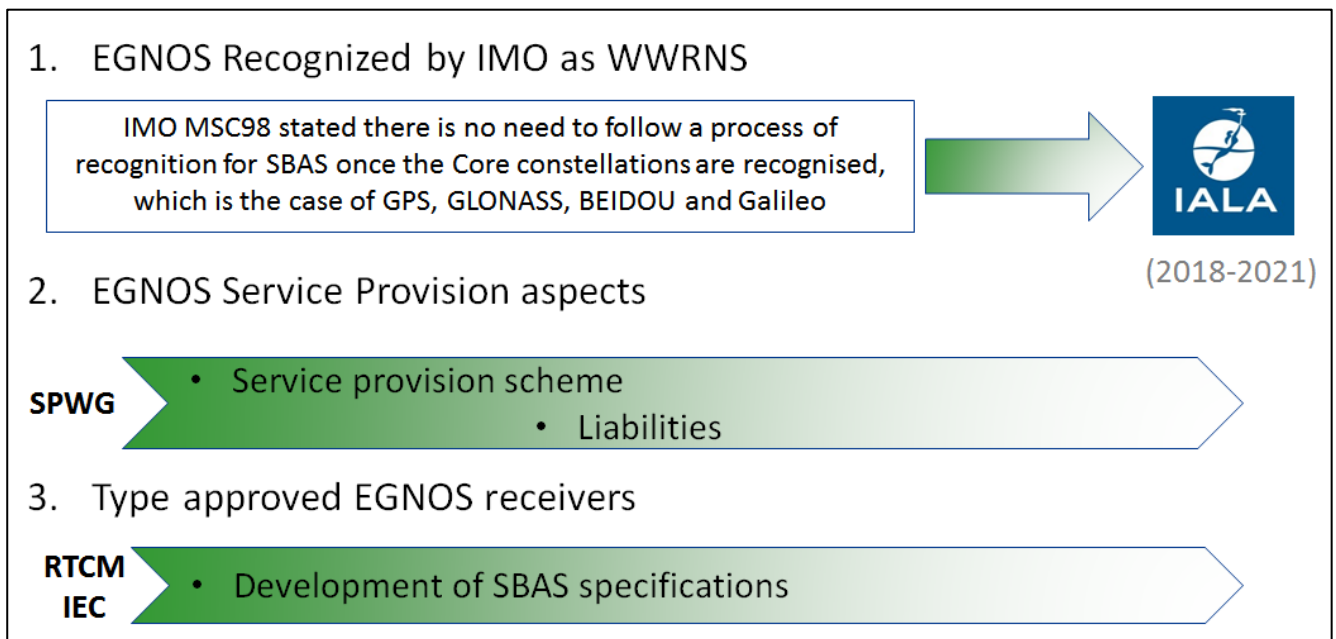 1. EGNOS Recognized by IMO as WWRNS
IMO MSC98 stated there is no need to follow a process of
recognition for SBAS once the Core constellations are recognised,
which is the case of GPS, GLONASS, BEIDOU and Galileo
IALA
(2018-2021)
2. EGNOS Service Provision aspects
SPWG
• Service provision scheme
• Liabilities
3. Type approved EGNOS receivers
RTCM
IEC
• Development of SBAS specifications